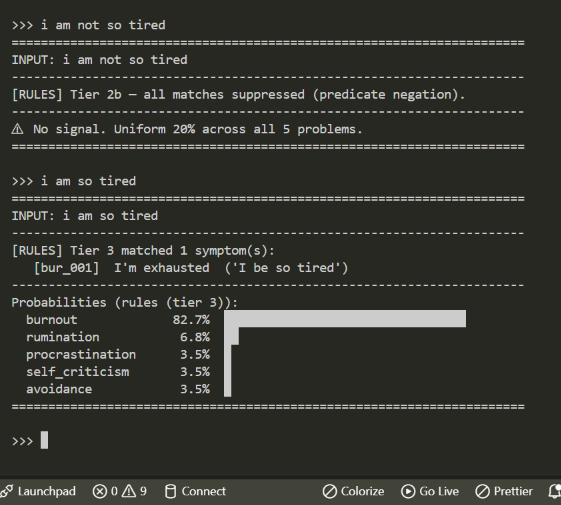 >>> i am not so tired
======================================================================
INPUT: i am not so tired
----------------------------------------------------------------------
[RULES] Tier 2b — all matches suppressed (predicate negation).
----------------------------------------------------------------------
⚠ No signal. Uniform 20% across all 5 problems.
======================================================================
>>> i am so tired
======================================================================
INPUT: i am so tired
----------------------------------------------------------------------
[RULES] Tier 3 matched 1 symptom(s):
[bur_001] I'm exhausted ('I be so tired')
----------------------------------------------------------------------
Probabilities (rules (tier 3)):
burnout 82.7%
rumination 6.8%
procrastination 3.5%
self_criticism 3.5%
avoidance 3.5%
======================================================================
>>>
Launchpad 0 9 Connect Colorize Go Live Prettier